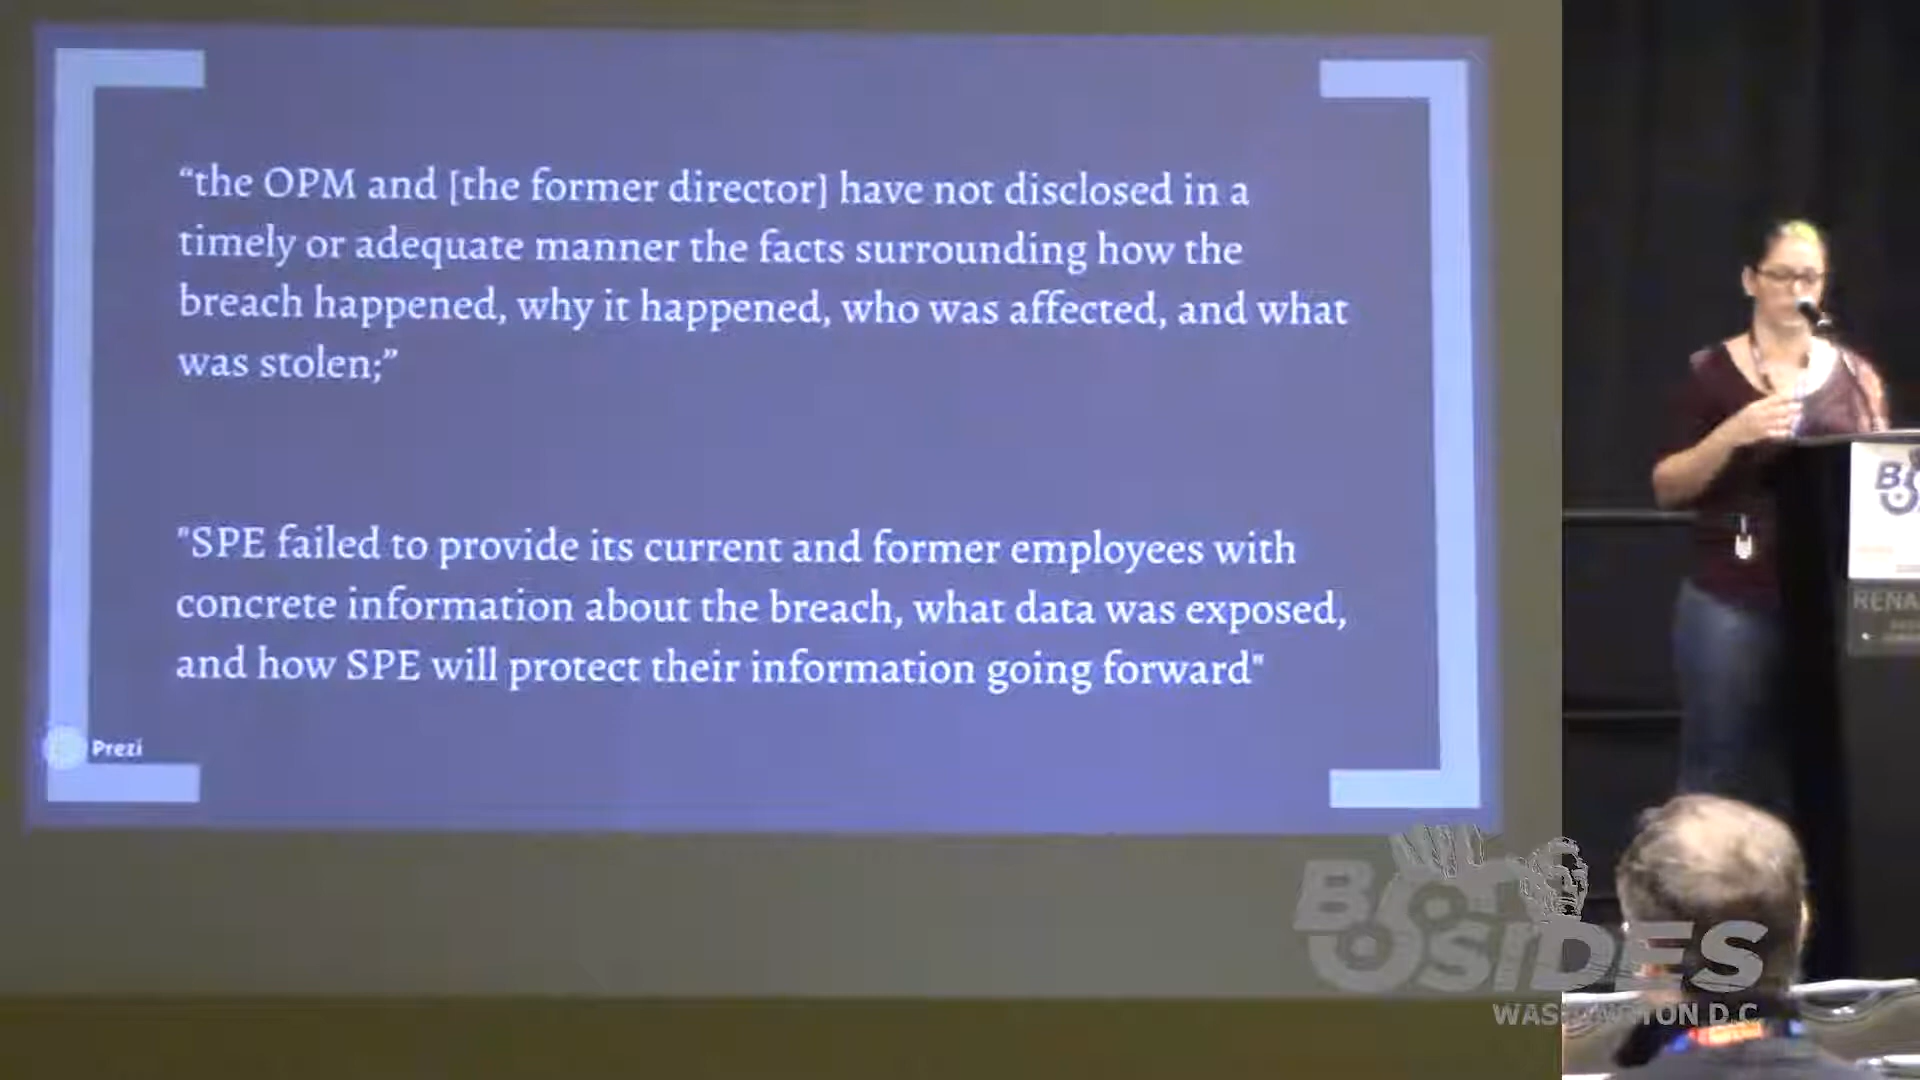 “the OPM and [the former director] have not disclosed in a
timely or adequate manner the facts surrounding how the
breach happened, why it happened, who was affected, and what
was stolen;”
"SPE failed to provide its current and former employees with
concrete information about the breach, what data was exposed,
and how SPE will protect their information going forward"
Prezi
RENA
BSIDES
WASHINGTON D.C.